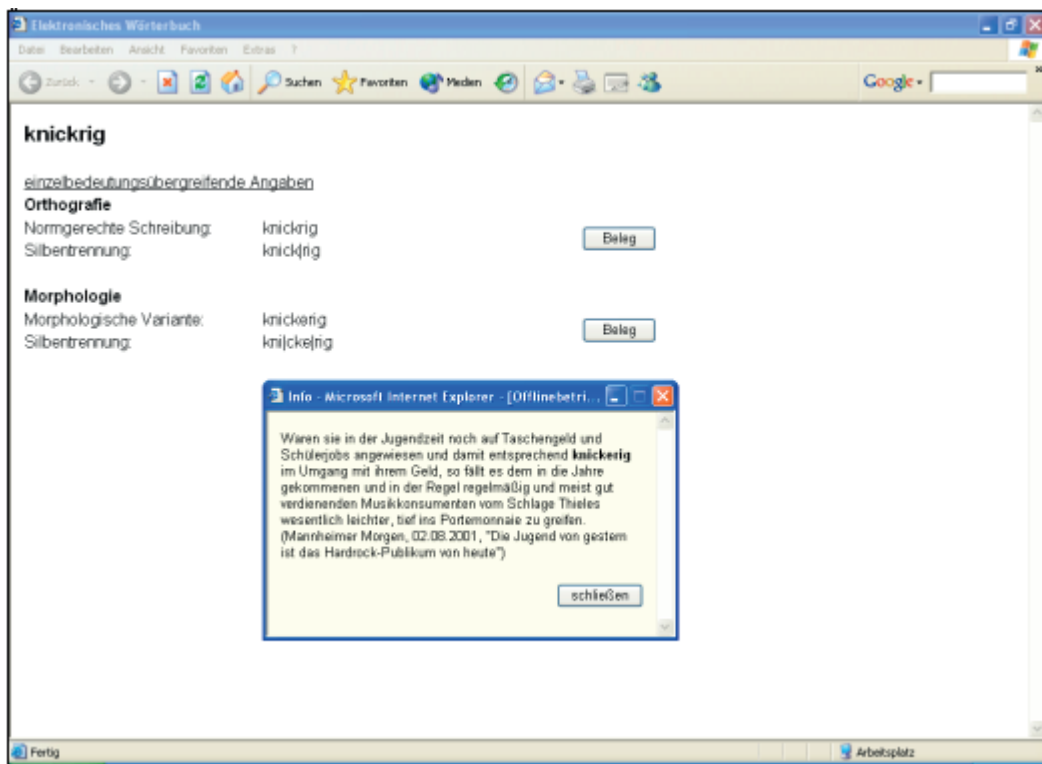 Elektronisches Wörterbuch
Datei Bearbeiten Ansicht Favoriten Extras ?
Zurück Suchen Favoriten Medien Google
knickrig
einzelbedeutungsübergreifende Angaben
Orthografie
Normgerechte Schreibung: knickrig Beleg
Silbentrennung: knick|rig
Morphologie
Morphologische Variante: knickerig Beleg
Silbentrennung: kni|cke|rig
Info - Microsoft Internet Explorer - [Offlinebetri...
Waren sie in der Jugendzeit noch auf Taschengeld und
Schülerjobs angewiesen und damit entsprechend knickerig
im Umgang mit ihrem Geld, so fällt es dem in die Jahre
gekommenen und in der Regel regelmäßig und meist gut
verdienenden Musikkonsumenten vom Schlage Thieles
wesentlich leichter, tief ins Portemonnaie zu greifen.
(Mannheimer Morgen, 02.08.2001, "Die Jugend von gestern
ist das Hardrock-Publikum von heute")
schließen
Fertig Arbeitsplatz